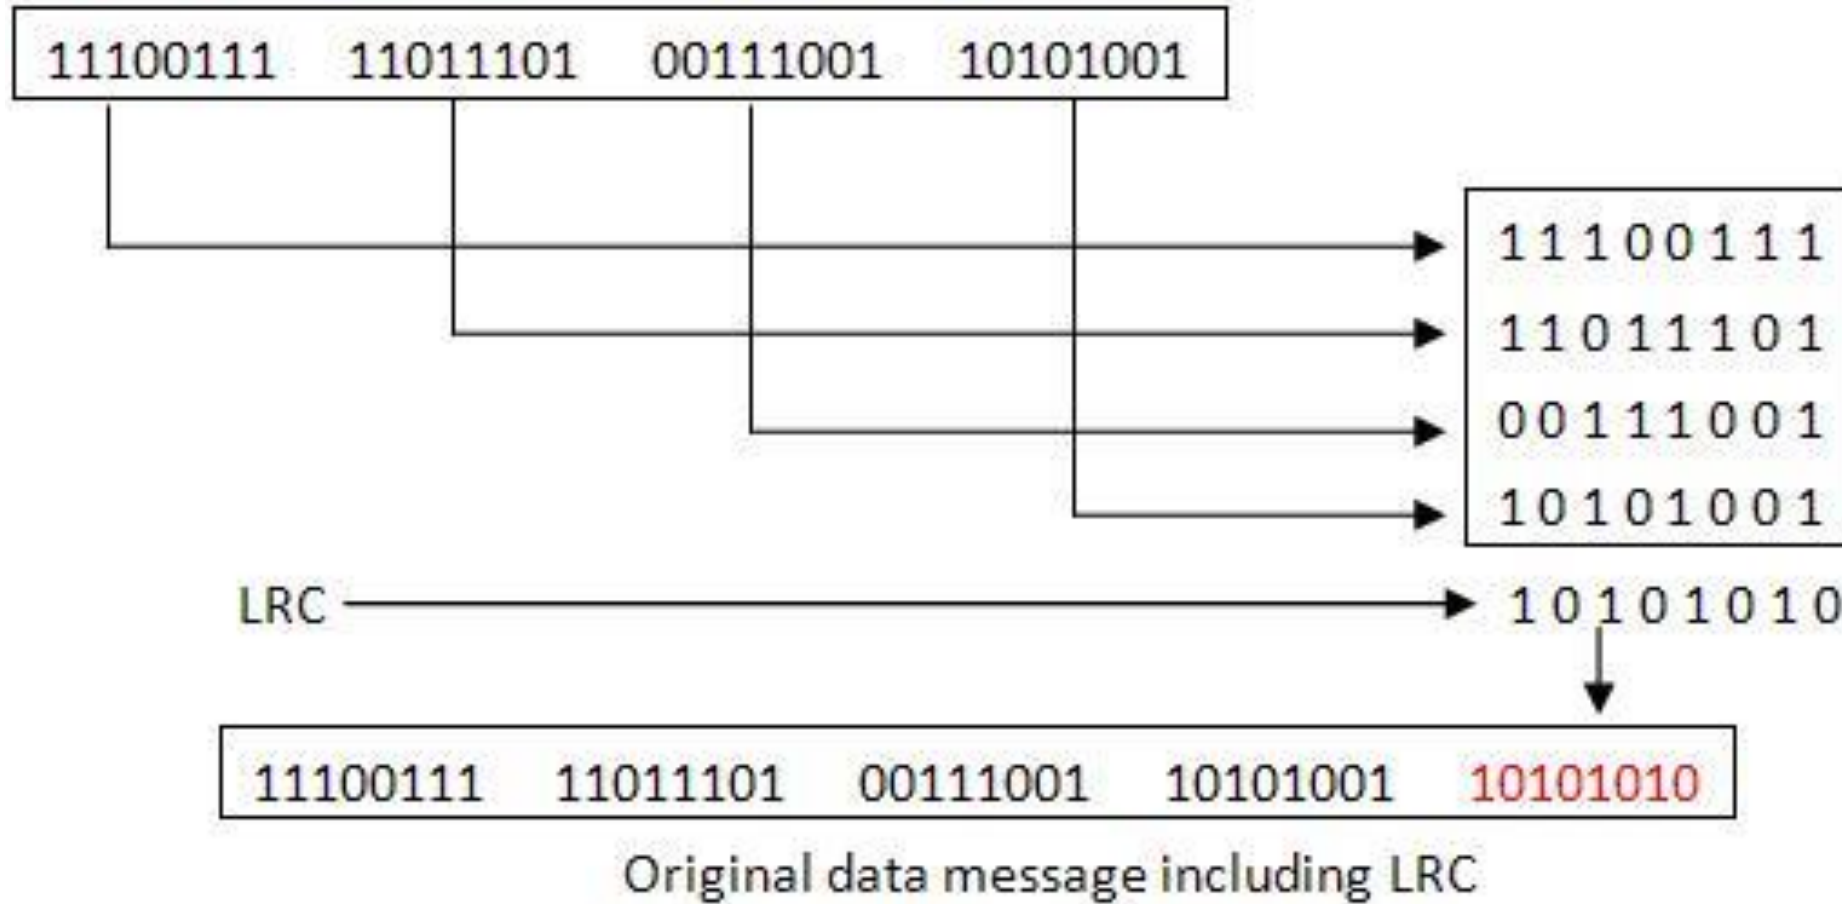 11100111 11011101 00111001 10101001
1 1 1 0 0 1 1 1
1 1 0 1 1 1 0 1
0 0 1 1 1 0 0 1
1 0 1 0 1 0 0 1
LRC 1 0 1 0 1 0 1 0
11100111 11011101 00111001 10101001 10101010
Original data message including LRC